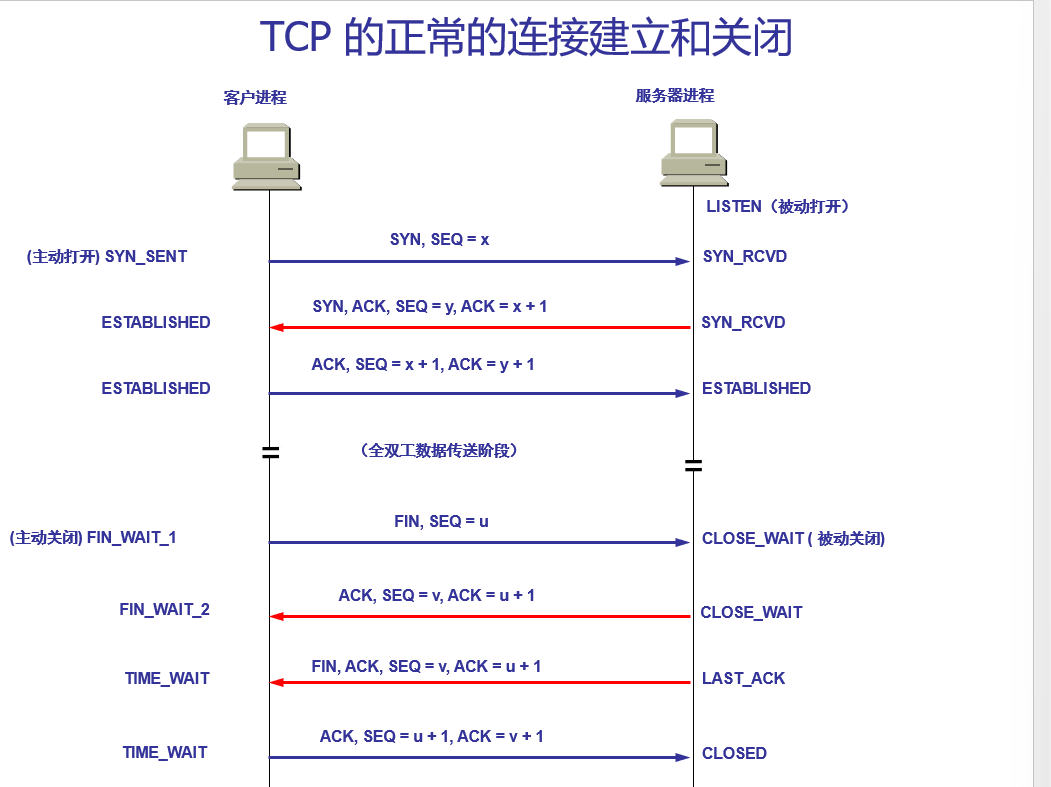 TCP 的正常的连接建立和关闭
客户进程
服务器进程
LISTEN（被动打开）
SYN, SEQ = x
(主动打开) SYN_SENT
SYN_RCVD
SYN, ACK, SEQ = y, ACK = x + 1
ESTABLISHED
SYN_RCVD
ACK, SEQ = x + 1, ACK = y + 1
ESTABLISHED
ESTABLISHED
（全双工数据传送阶段）
FIN, SEQ = u
(主动关闭) FIN_WAIT_1
CLOSE_WAIT ( 被动关闭)
ACK, SEQ = v, ACK = u + 1
FIN_WAIT_2
CLOSE_WAIT
FIN, ACK, SEQ = v, ACK = u + 1
TIME_WAIT
LAST_ACK
ACK, SEQ = u + 1, ACK = v + 1
TIME_WAIT
CLOSED